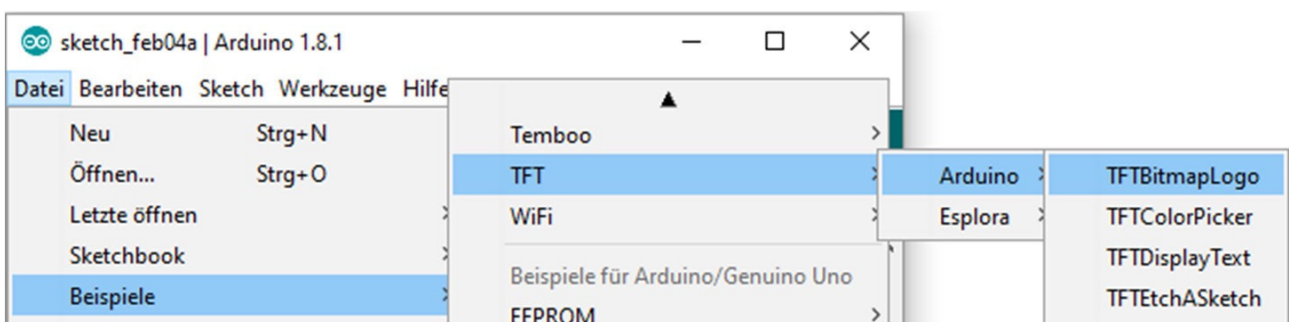 sketch_feb04a | Arduino 1.8.1
Datei Bearbeiten Sketch Werkzeuge Hilfe
Neu Strg+N
Öffnen... Strg+O
Letzte öffnen
Sketchbook
Beispiele
Temboo
TFT
WiFi
Beispiele für Arduino/Genuino Uno
EEPROM
Arduino
Esplora
TFTBitmapLogo
TFTColorPicker
TFTDisplayText
TFTEtchASketch